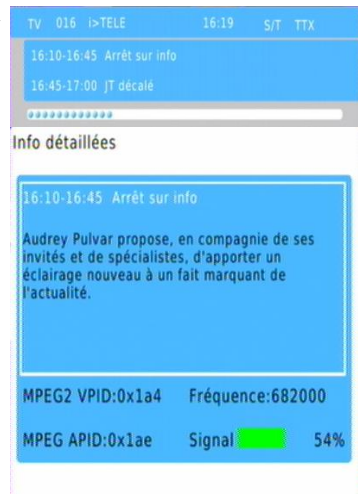 TV 016 i>TELE 16:19 S/T TTX
16:10-16:45 Arrêt sur info
16:45-17:00 JT décalé
Info détaillées
16:10-16:45 Arrêt sur info
Audrey Pulvar propose, en compagnie de ses
invités et de spécialistes, d'apporter un
éclairage nouveau à un fait marquant de
l'actualité.
MPEG2 VPID:0x1a4 Fréquence:682000
MPEG APID:0x1ae Signal 54%